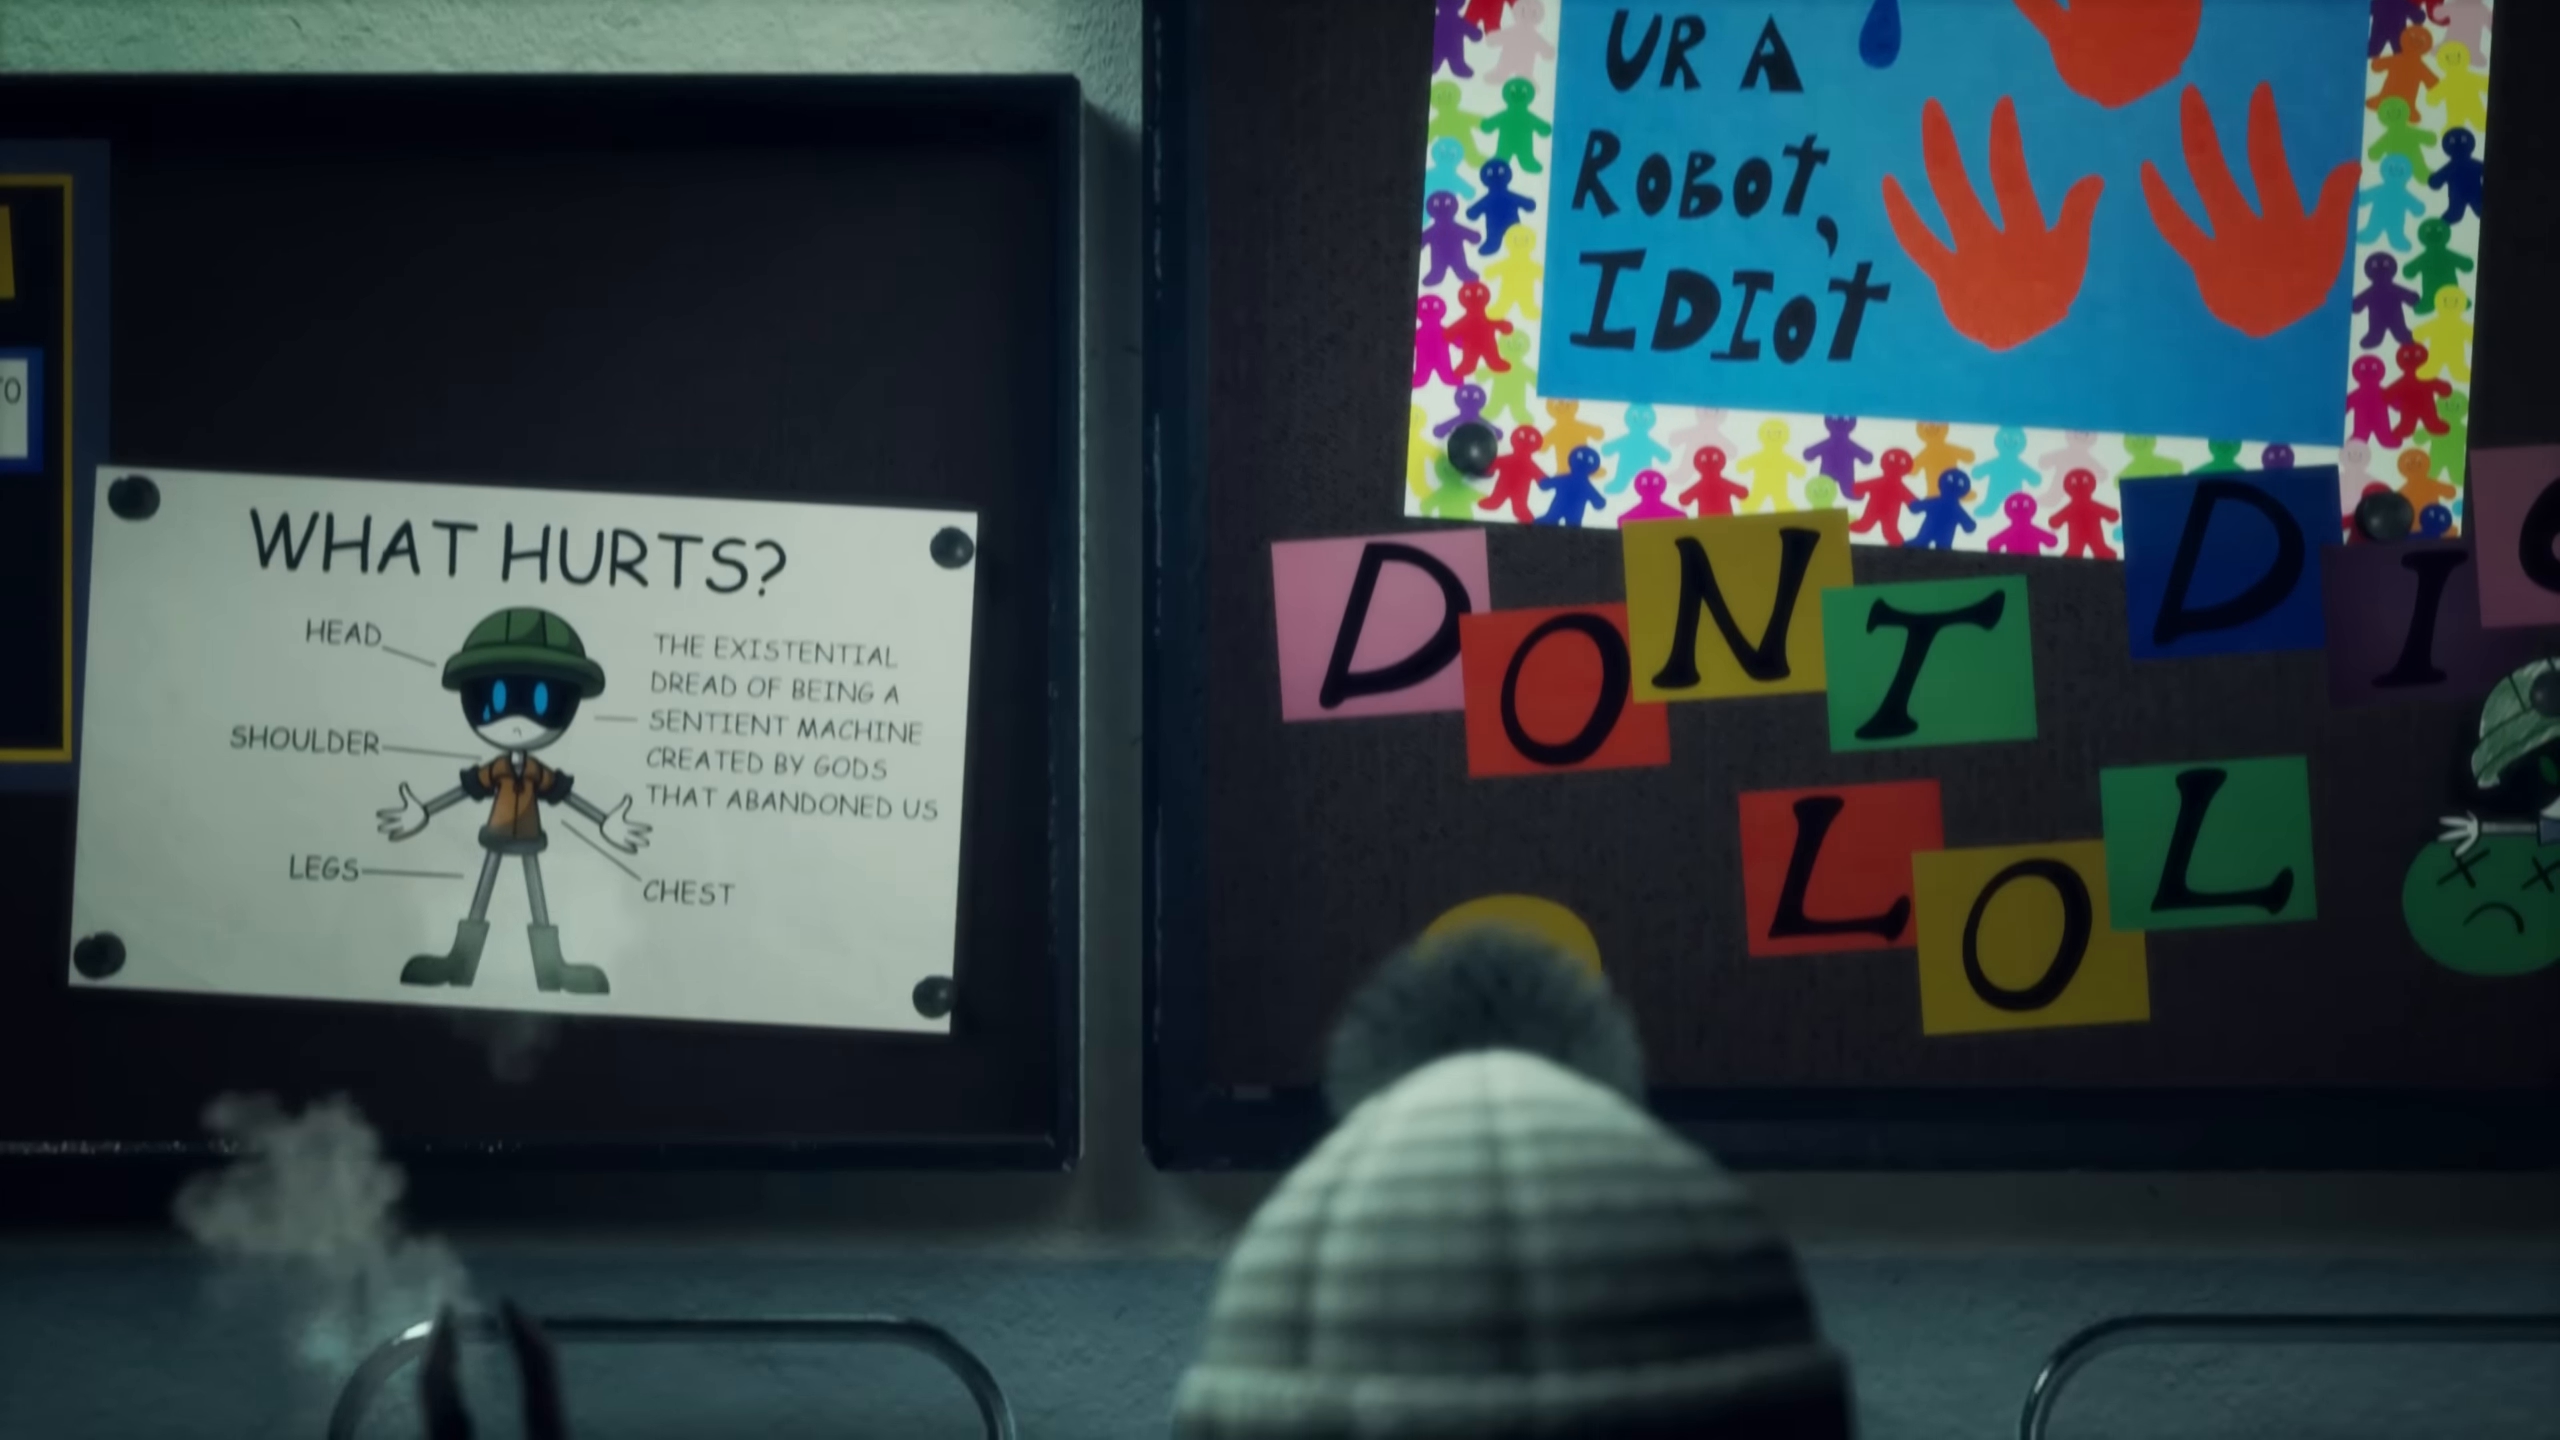 WHAT HURTS?
HEAD
SHOULDER
LEGS
THE EXISTENTIAL
DREAD OF BEING A
SENTIENT MACHINE
CREATED BY GODS
THAT ABANDONED US
CHEST
UR A
ROBOT,
IDIOT
DONT DI
LOL